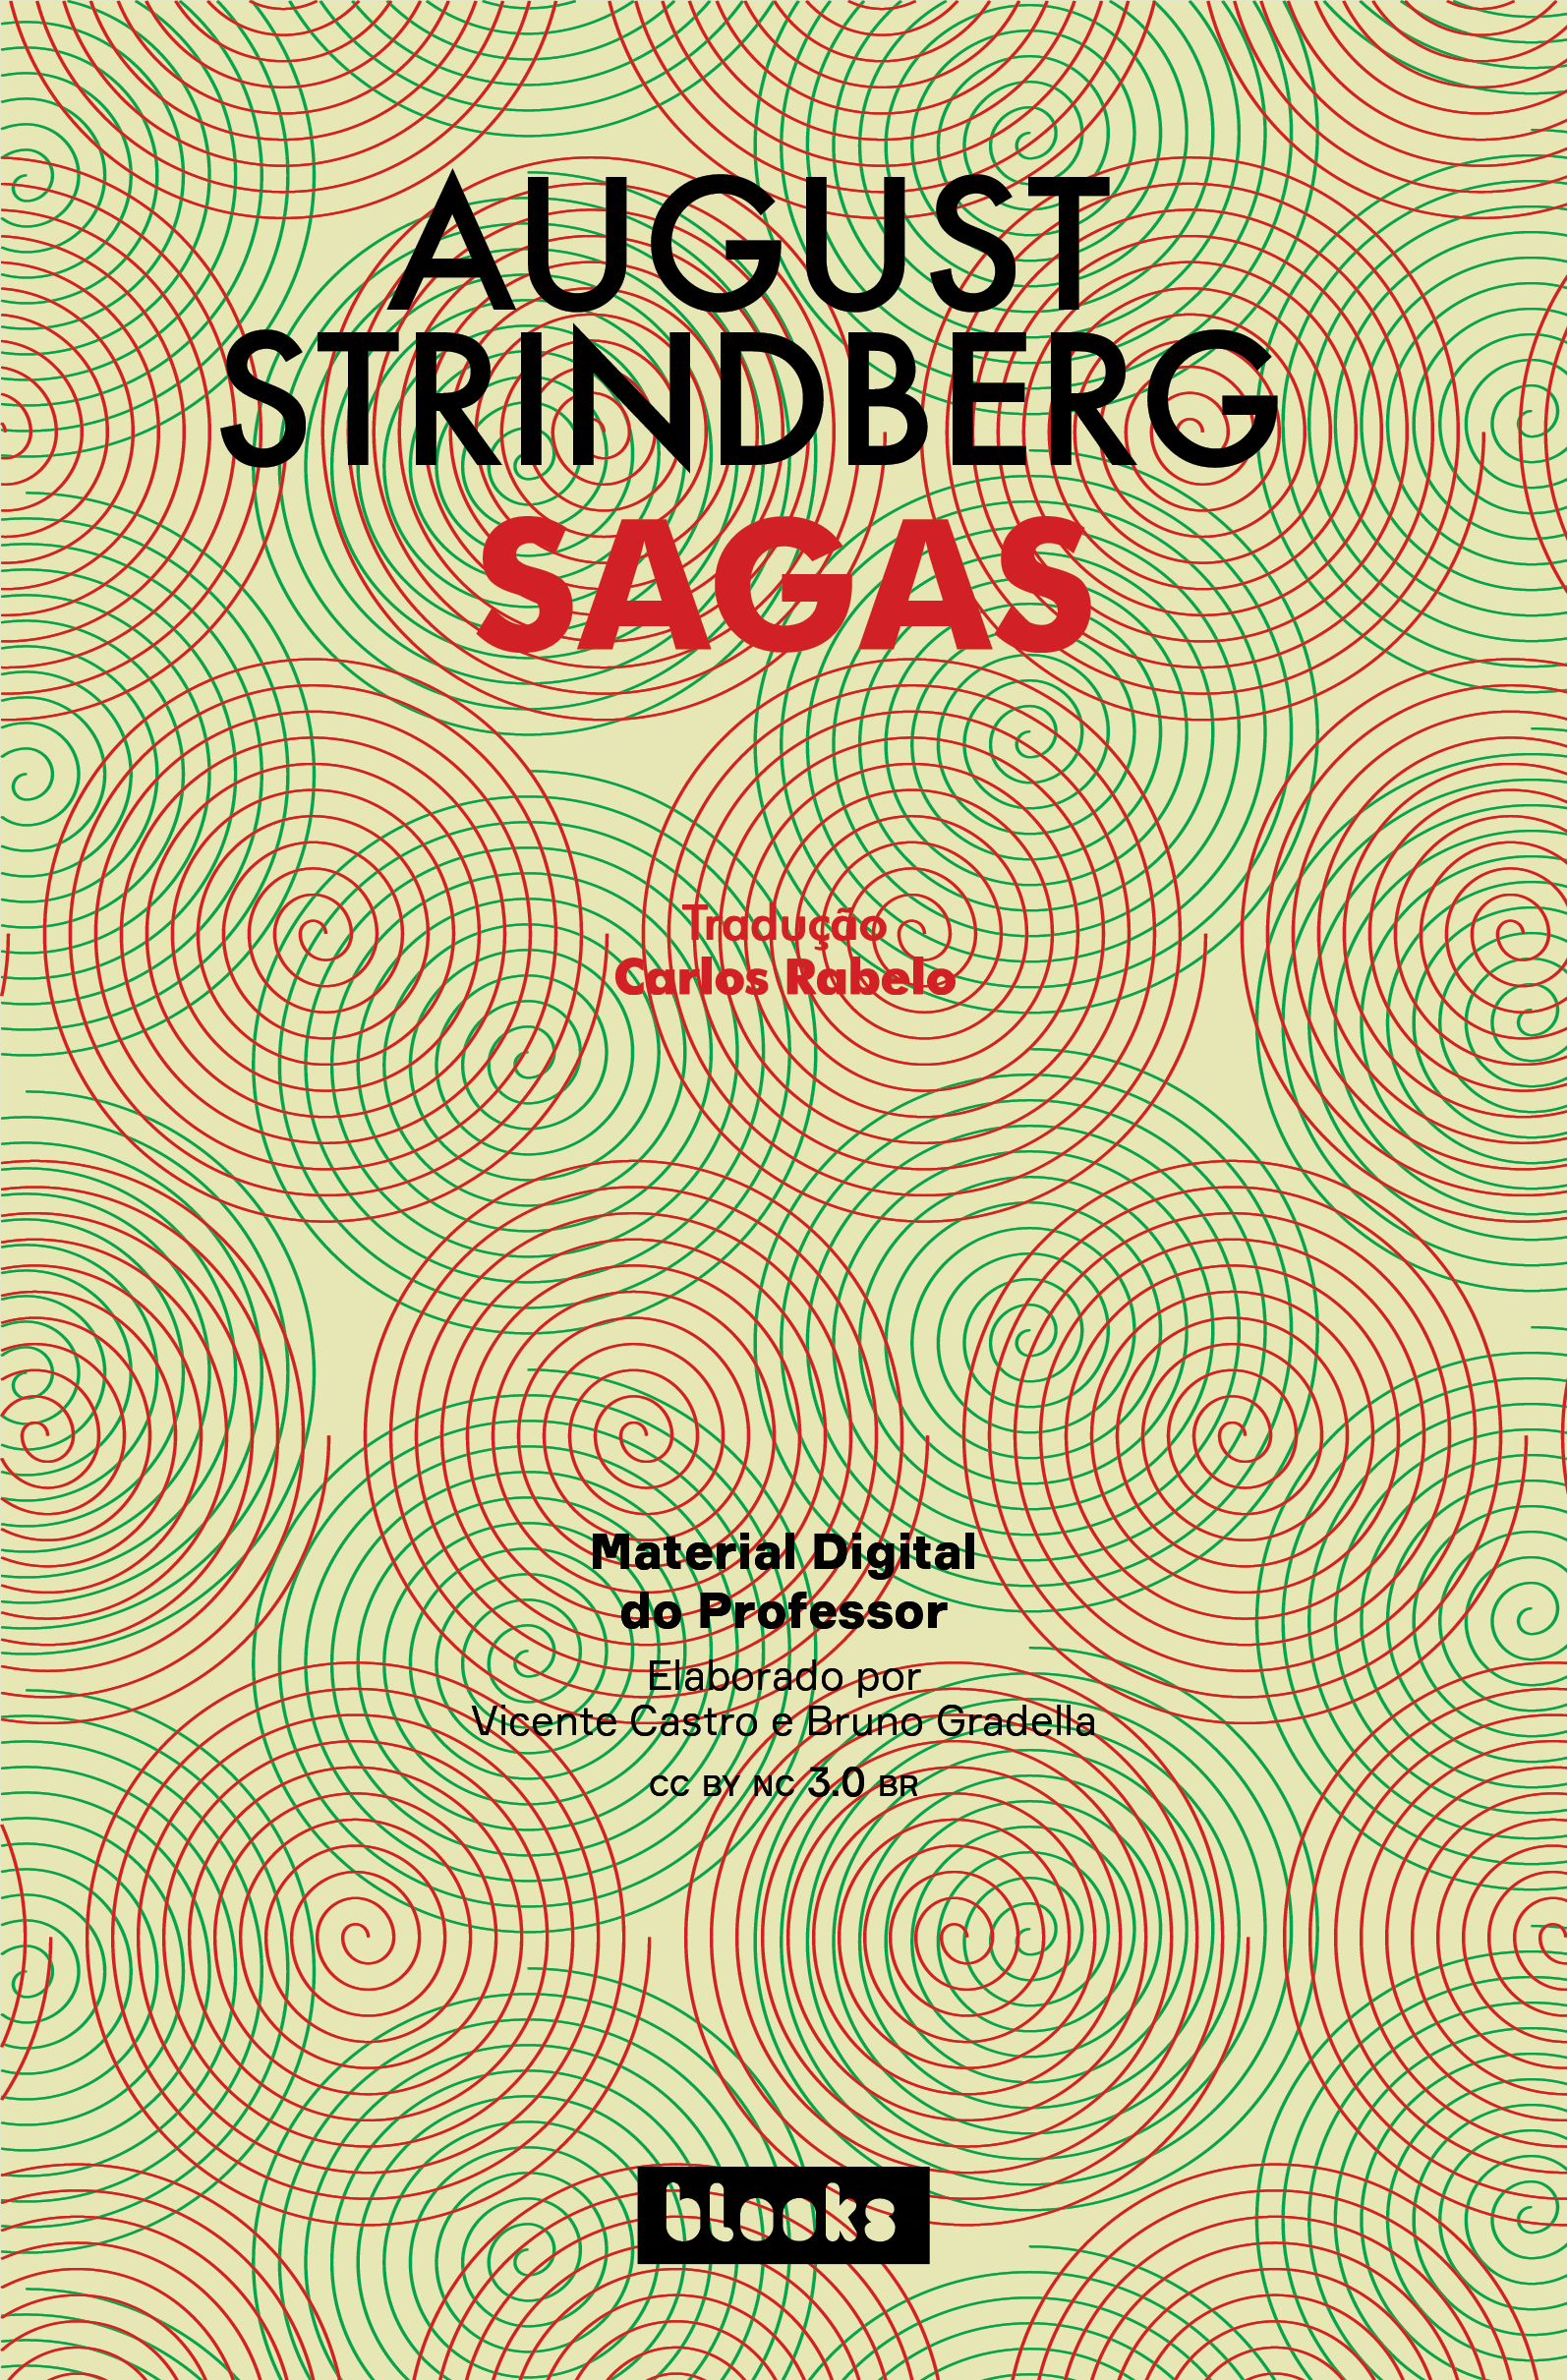 AUGUST
STRINDBERG
SAGAS
Tradução
Carlos Rabelo
Material Digital
do Professor
Elaborado por
Vicente Castro e Bruno Gradella
CC BY NC 3.0 BR
blooks